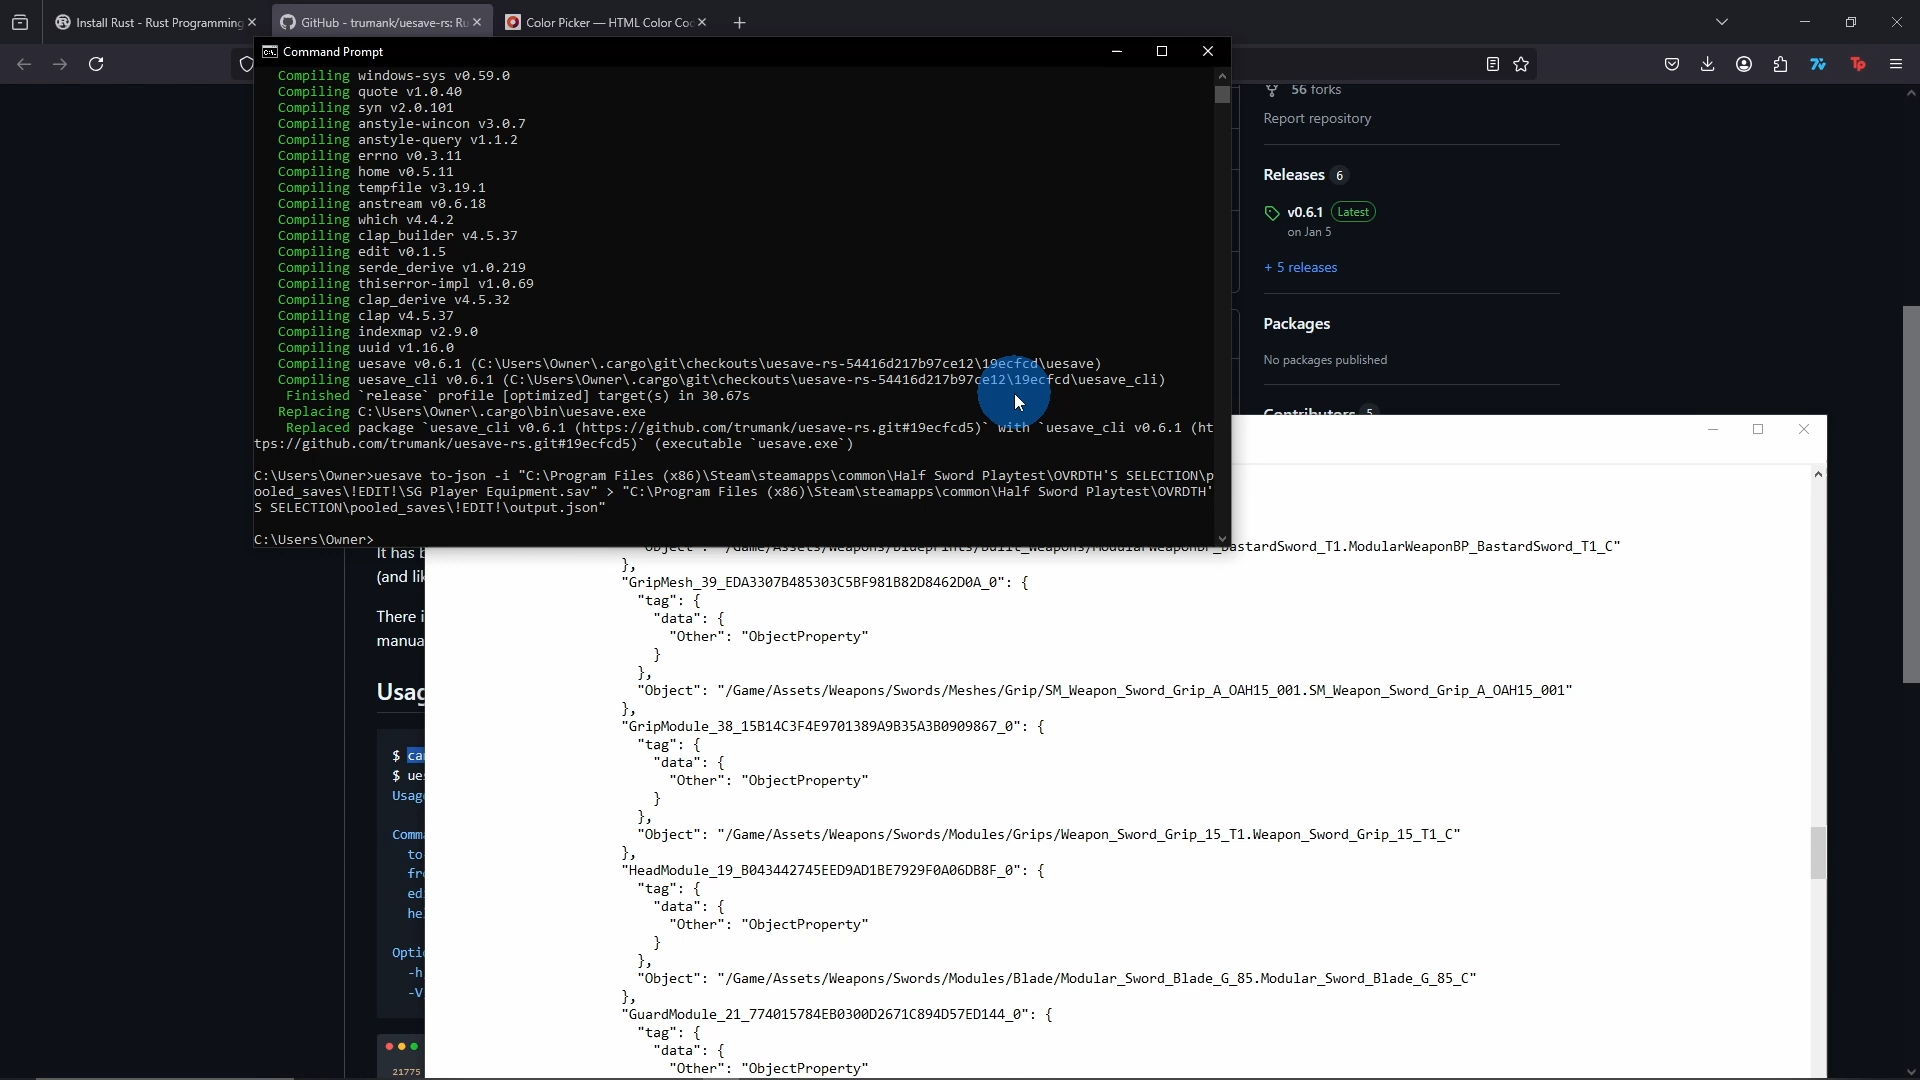 Install Rust - Rust Programming
GitHub - trumank/uesave-rs: Ru
Color Picker — HTML Color Co
Command Prompt
Compiling windows-sys v0.59.0
Compiling quote v1.0.40
Compiling syn v2.0.101
Compiling anstyle-wincon v3.0.7
Compiling anstyle-query v1.1.2
Compiling errno v0.3.11
Compiling home v0.5.11
Compiling tempfile v3.19.1
Compiling anstream v0.6.18
Compiling which v4.4.2
Compiling clap_builder v4.5.37
Compiling edit v0.1.5
Compiling serde_derive v1.0.219
Compiling thiserror-impl v1.0.69
Compiling clap_derive v4.5.32
Compiling clap v4.5.37
Compiling indexmap v2.9.0
Compiling uuid v1.16.0
Compiling uesave v0.6.1 (C:\Users\Owner\.cargo\git\checkouts\uesave-rs-54416d217b97ce12\19ecfcd\uesave)
Compiling uesave_cli v0.6.1 (C:\Users\Owner\.cargo\git\checkouts\uesave-rs-54416d217b97ce12\19ecfcd\uesave_cli)
Finished `release` profile [optimized] target(s) in 30.67s
Replacing C:\Users\Owner\.cargo\bin\uesave.exe
Replaced package `uesave_cli v0.6.1 (https://github.com/trumank/uesave-rs.git#19ecfcd5)` with `uesave_cli v0.6.1 (ht
tps://github.com/trumank/uesave-rs.git#19ecfcd5)` (executable `uesave.exe`)
C:\Users\Owner>uesave to-json -i "C:\Program Files (x86)\Steam\steamapps\common\Half Sword Playtest\OVRDTH'S SELECTION\p
ooled_saves\!EDIT!\SG Player Equipment.sav" > "C:\Program Files (x86)\Steam\steamapps\common\Half Sword Playtest\OVRDTH'
S SELECTION\pooled_saves\!EDIT!\output.json"
C:\Users\Owner>
56 forks
Report repository
Releases 6
v0.6.1 Latest
on Jan 5
+ 5 releases
Packages
No packages published
Contributors 5
It has b
(and lik
There i
manua
Usag
$ ca
$ ue
Usag
Comm
to
fr
ed
he
Opti
-h
-V
21775
"Object": "/Game/Assets/Weapons/Blueprints/Built_Weapons/ModularWeaponBP_BastardSword_T1.ModularWeaponBP_BastardSword_T1_C"
},
"GripMesh_39_EDA3307B485303C5BF981B82D8462D0A_0": {
"tag": {
"data": {
"Other": "ObjectProperty"
}
},
"Object": "/Game/Assets/Weapons/Swords/Meshes/Grip/SM_Weapon_Sword_Grip_A_OAH15_001.SM_Weapon_Sword_Grip_A_OAH15_001"
},
"GripModule_38_15B14C3F4E9701389A9B35A3B0909867_0": {
"tag": {
"data": {
"Other": "ObjectProperty"
}
},
"Object": "/Game/Assets/Weapons/Swords/Modules/Grips/Weapon_Sword_Grip_15_T1.Weapon_Sword_Grip_15_T1_C"
},
"HeadModule_19_B043442745EED9AD1BE7929F0A06DB8F_0": {
"tag": {
"data": {
"Other": "ObjectProperty"
}
},
"Object": "/Game/Assets/Weapons/Swords/Modules/Blade/Modular_Sword_Blade_G_85.Modular_Sword_Blade_G_85_C"
},
"GuardModule_21_774015784EB0300D2671C894D57ED144_0": {
"tag": {
"data": {
"Other": "ObjectProperty"